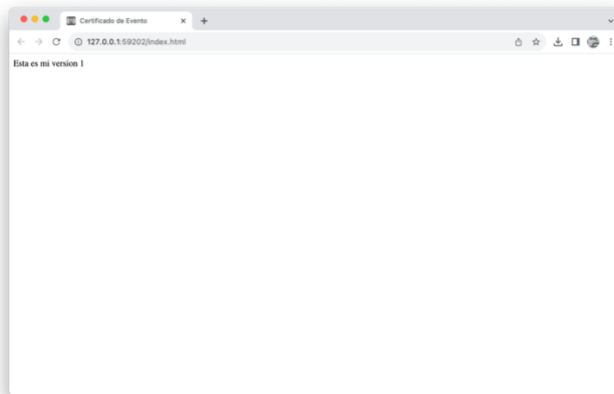 Certificado de Evento
127.0.0.1:59202/index.html
Esta es mi version 1